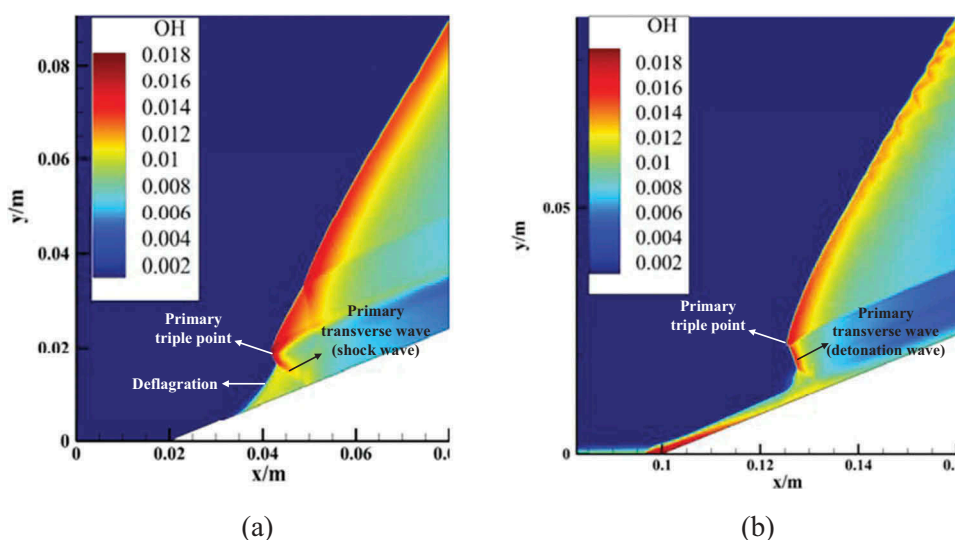 OH
0.018
0.016
0.014
0.012
0.01
0.008
0.006
0.004
0.002
0.08
0.06
0.04
0.02
0
y/m
Primary
triple point
Primary
transverse wave
(shock wave)
Deflagration
0
0.02
0.04
0.06
x/m
(a)
OH
0.018
0.016
0.014
0.012
0.01
0.008
0.006
0.004
0.002
0.05
0
y/m
Primary
triple point
Primary
transverse wave
(detonation wave)
0.1
0.12
0.14
x/m
(b)